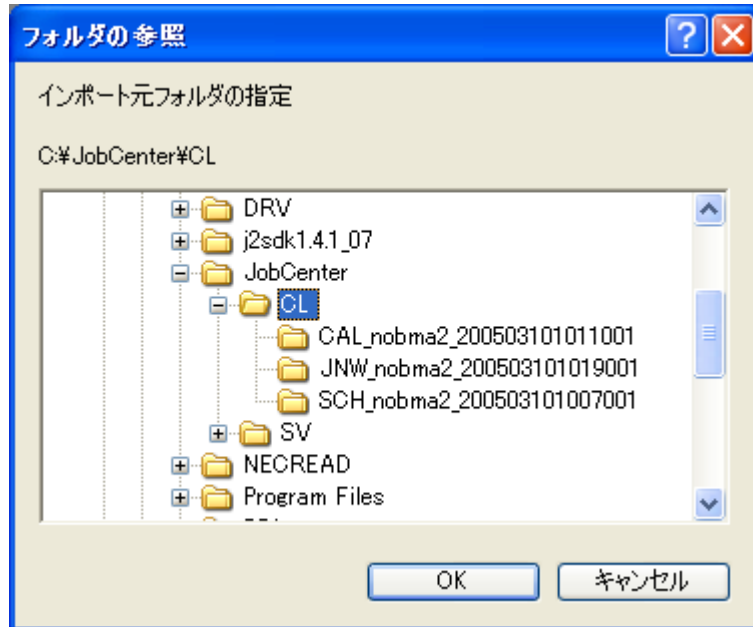 フォルダの参照
インポート元フォルダの指定
C:¥JobCenter¥CL
DRV
j2sdk1.4.1_07
JobCenter
CL
CAL_nobma2_200503101011001
JNW_nobma2_200503101019001
SCH_nobma2_200503101007001
SV
NECREAD
Program Files
OK キャンセル